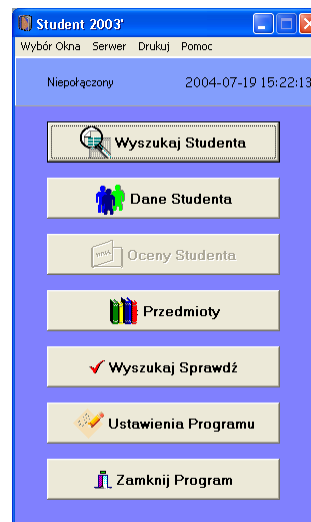 Student 2003'
Wybór Okna Serwer Drukuj Pomoc
Niepołączony 2004-07-19 15:22:13
Wyszukaj Studenta
Dane Studenta
Oceny Studenta
Przedmioty
Wyszukaj Sprawdź
Ustawienia Programu
Zamknij Program